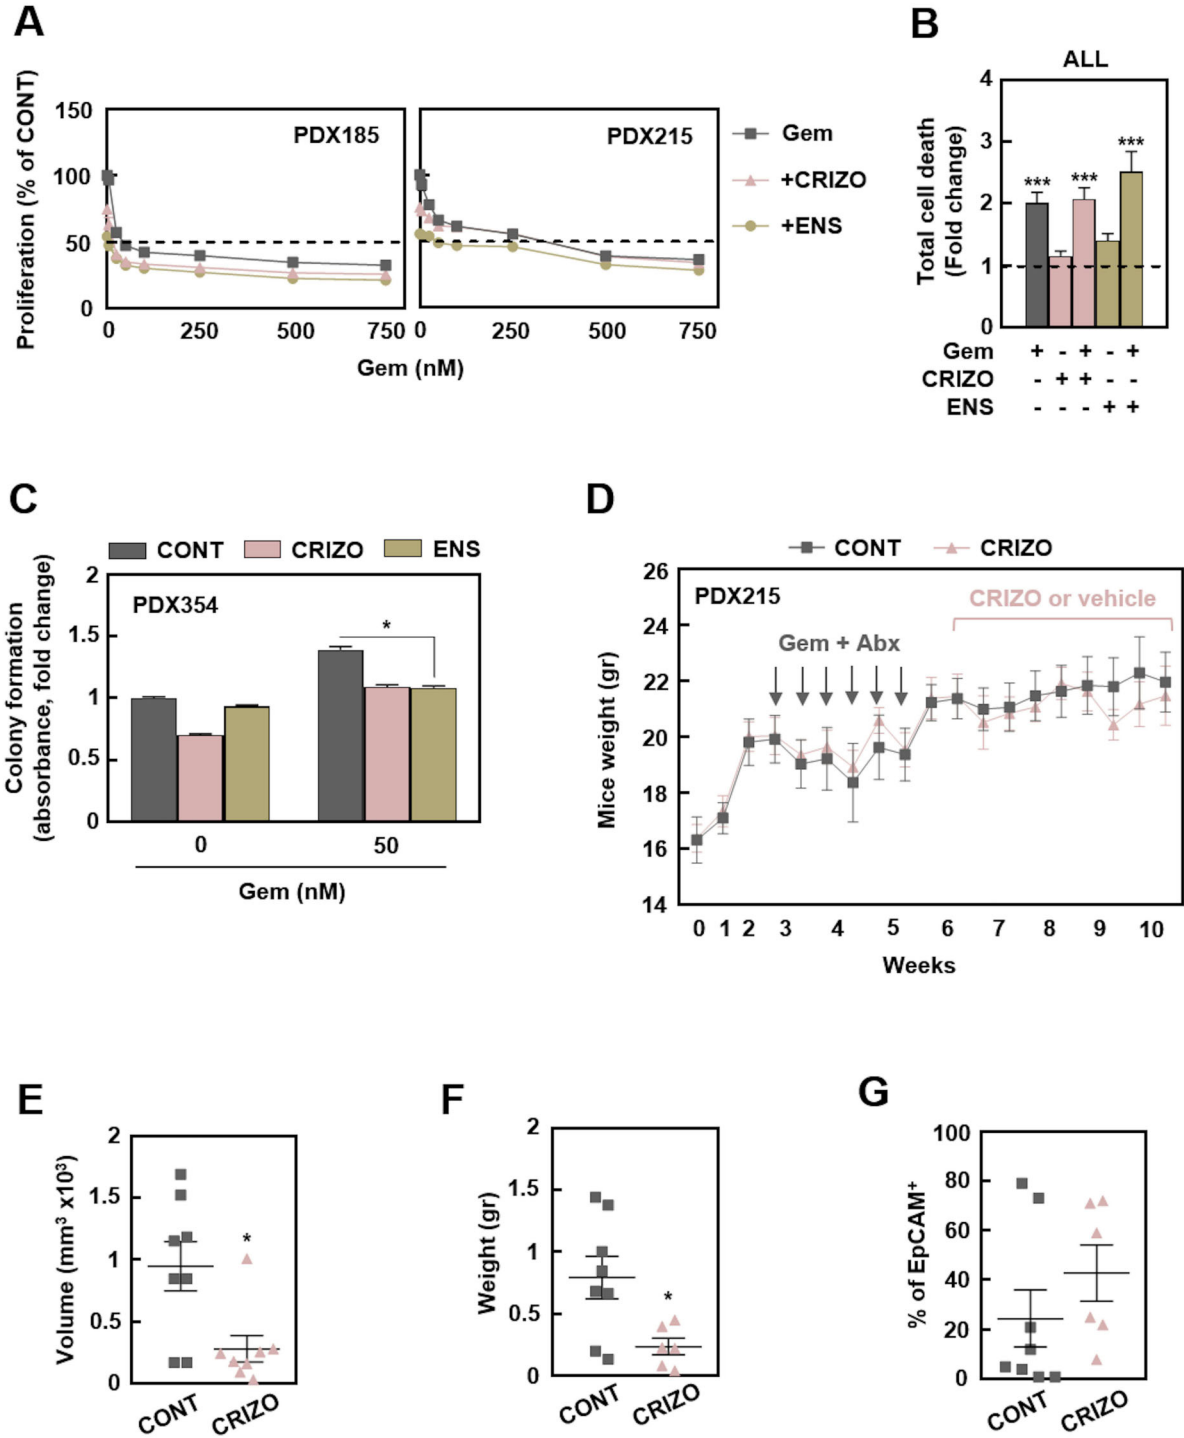 A
Proliferation (% of CONT)
150
100
50
0
PDX185
PDX215
0 250 500 750
0 250 500 750
Gem (nM)
Gem
+CRIZO
+ENS
B
ALL
Total cell death
(Fold change)
4
3
2
1
0
***
***
***
Gem + - + - +
CRIZO - + + - -
ENS - - - + +
C
CONT CRIZO ENS
Colony formation
(absorbance, fold change)
2
1.5
1
0.5
0
PDX354
*
0 50
Gem (nM)
D
CONT CRIZO
Mice weight (gr)
26
24
22
20
18
16
14
PDX215
CRIZO or vehicle
Gem + Abx
0 1 2 3 4 5 6 7 8 9 10
Weeks
E
Volume (mm³ x10³)
2
1.5
1
0.5
0
*
CONT CRIZO
F
Weight (gr)
2
1.5
1
0.5
0
*
CONT CRIZO
G
% of EpCAM⁺
100
80
60
40
20
0
CONT CRIZO